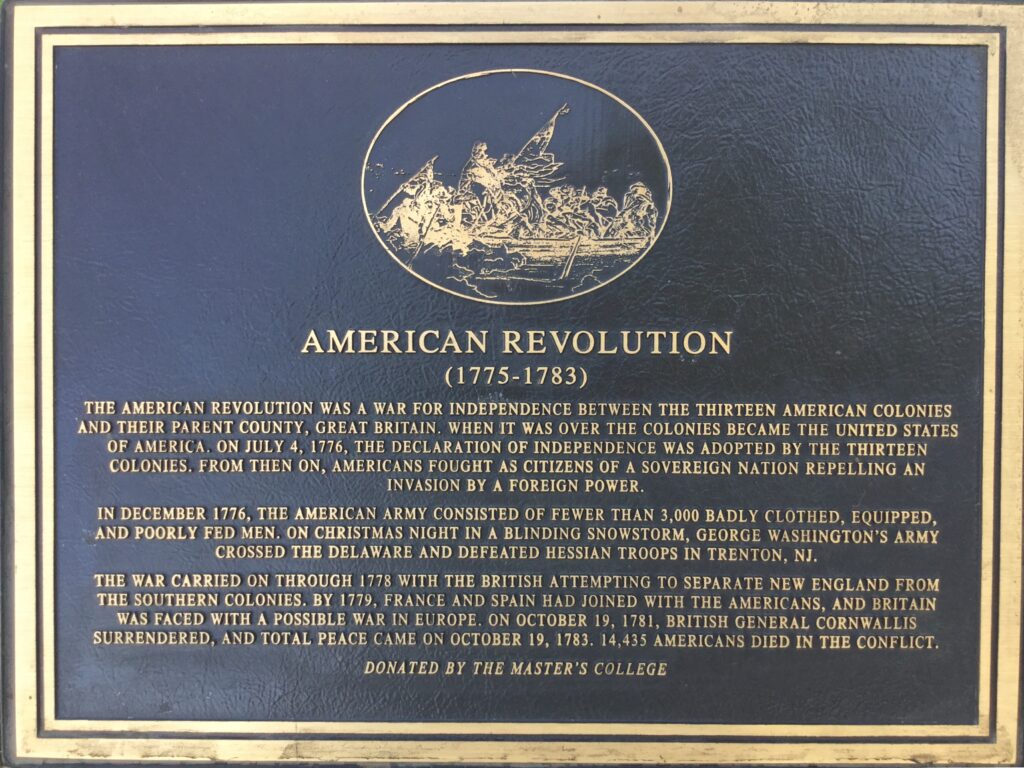 AMERICAN REVOLUTION
(1775-1783)
THE AMERICAN REVOLUTION WAS A WAR FOR INDEPENDENCE BETWEEN THE THIRTEEN AMERICAN COLONIES
AND THEIR PARENT COUNTY, GREAT BRITAIN. WHEN IT WAS OVER THE COLONIES BECAME THE UNITED STATES
OF AMERICA. ON JULY 4, 1776, THE DECLARATION OF INDEPENDENCE WAS ADOPTED BY THE THIRTEEN
COLONIES. FROM THEN ON, AMERICANS FOUGHT AS CITIZENS OF A SOVEREIGN NATION REPELLING AN
INVASION BY A FOREIGN POWER.
IN DECEMBER 1776, THE AMERICAN ARMY CONSISTED OF FEWER THAN 3,000 BADLY CLOTHED, EQUIPPED,
AND POORLY FED MEN. ON CHRISTMAS NIGHT IN A BLINDING SNOWSTORM, GEORGE WASHINGTON'S ARMY
CROSSED THE DELAWARE AND DEFEATED HESSIAN TROOPS IN TRENTON, NJ.
THE WAR CARRIED ON THROUGH 1778 WITH THE BRITISH ATTEMPTING TO SEPARATE NEW ENGLAND FROM
THE SOUTHERN COLONIES. BY 1779, FRANCE AND SPAIN HAD JOINED WITH THE AMERICANS, AND BRITAIN
WAS FACED WITH A POSSIBLE WAR IN EUROPE. ON OCTOBER 19, 1781, BRITISH GENERAL CORNWALLIS
SURRENDERED, AND TOTAL PEACE CAME ON OCTOBER 19, 1783. 14,435 AMERICANS DIED IN THE CONFLICT.
DONATED BY THE MASTER'S COLLEGE